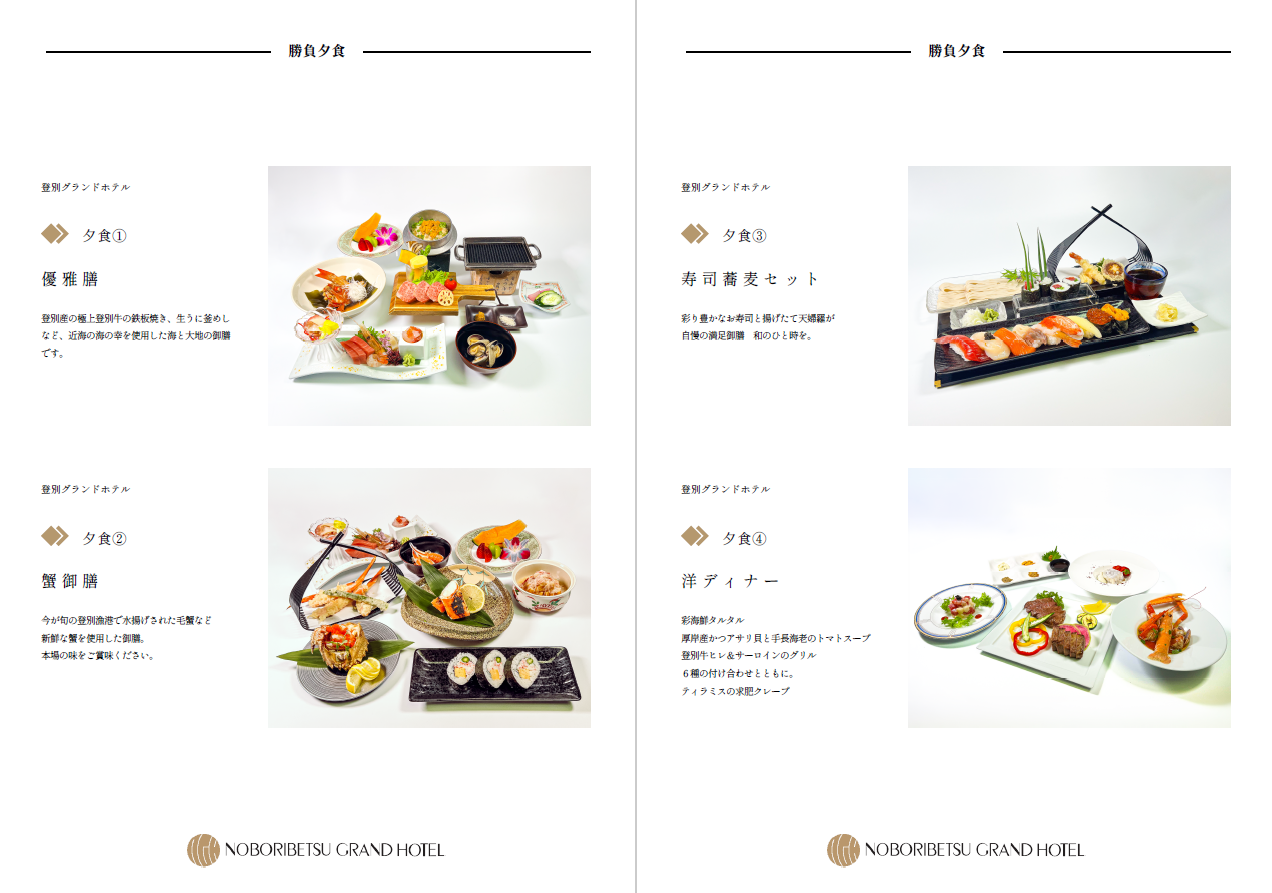 勝負夕食
登別グランドホテル
夕食①
優雅膳
登別産の極上登別牛の鉄板焼き、生うに釜めし
など、近海の海の幸を使用した海と大地の御膳
です。
登別グランドホテル
夕食②
蟹御膳
今が旬の登別漁港で水揚げされた毛蟹など
新鮮な蟹を使用した御膳。
本場の味をご賞味ください。
NOBORIBETSU GRAND HOTEL
勝負夕食
登別グランドホテル
夕食③
寿司蕎麦セット
彩り豊かなお寿司と揚げたて天婦羅が
自慢の満足御膳　和のひと時を。
登別グランドホテル
夕食④
洋ディナー
彩海鮮タルタル
厚岸産かつアサリ貝と手長海老のトマトスープ
登別牛ヒレ＆サーロインのグリル
６種の付け合わせとともに。
ティラミスの求肥クレープ
NOBORIBETSU GRAND HOTEL